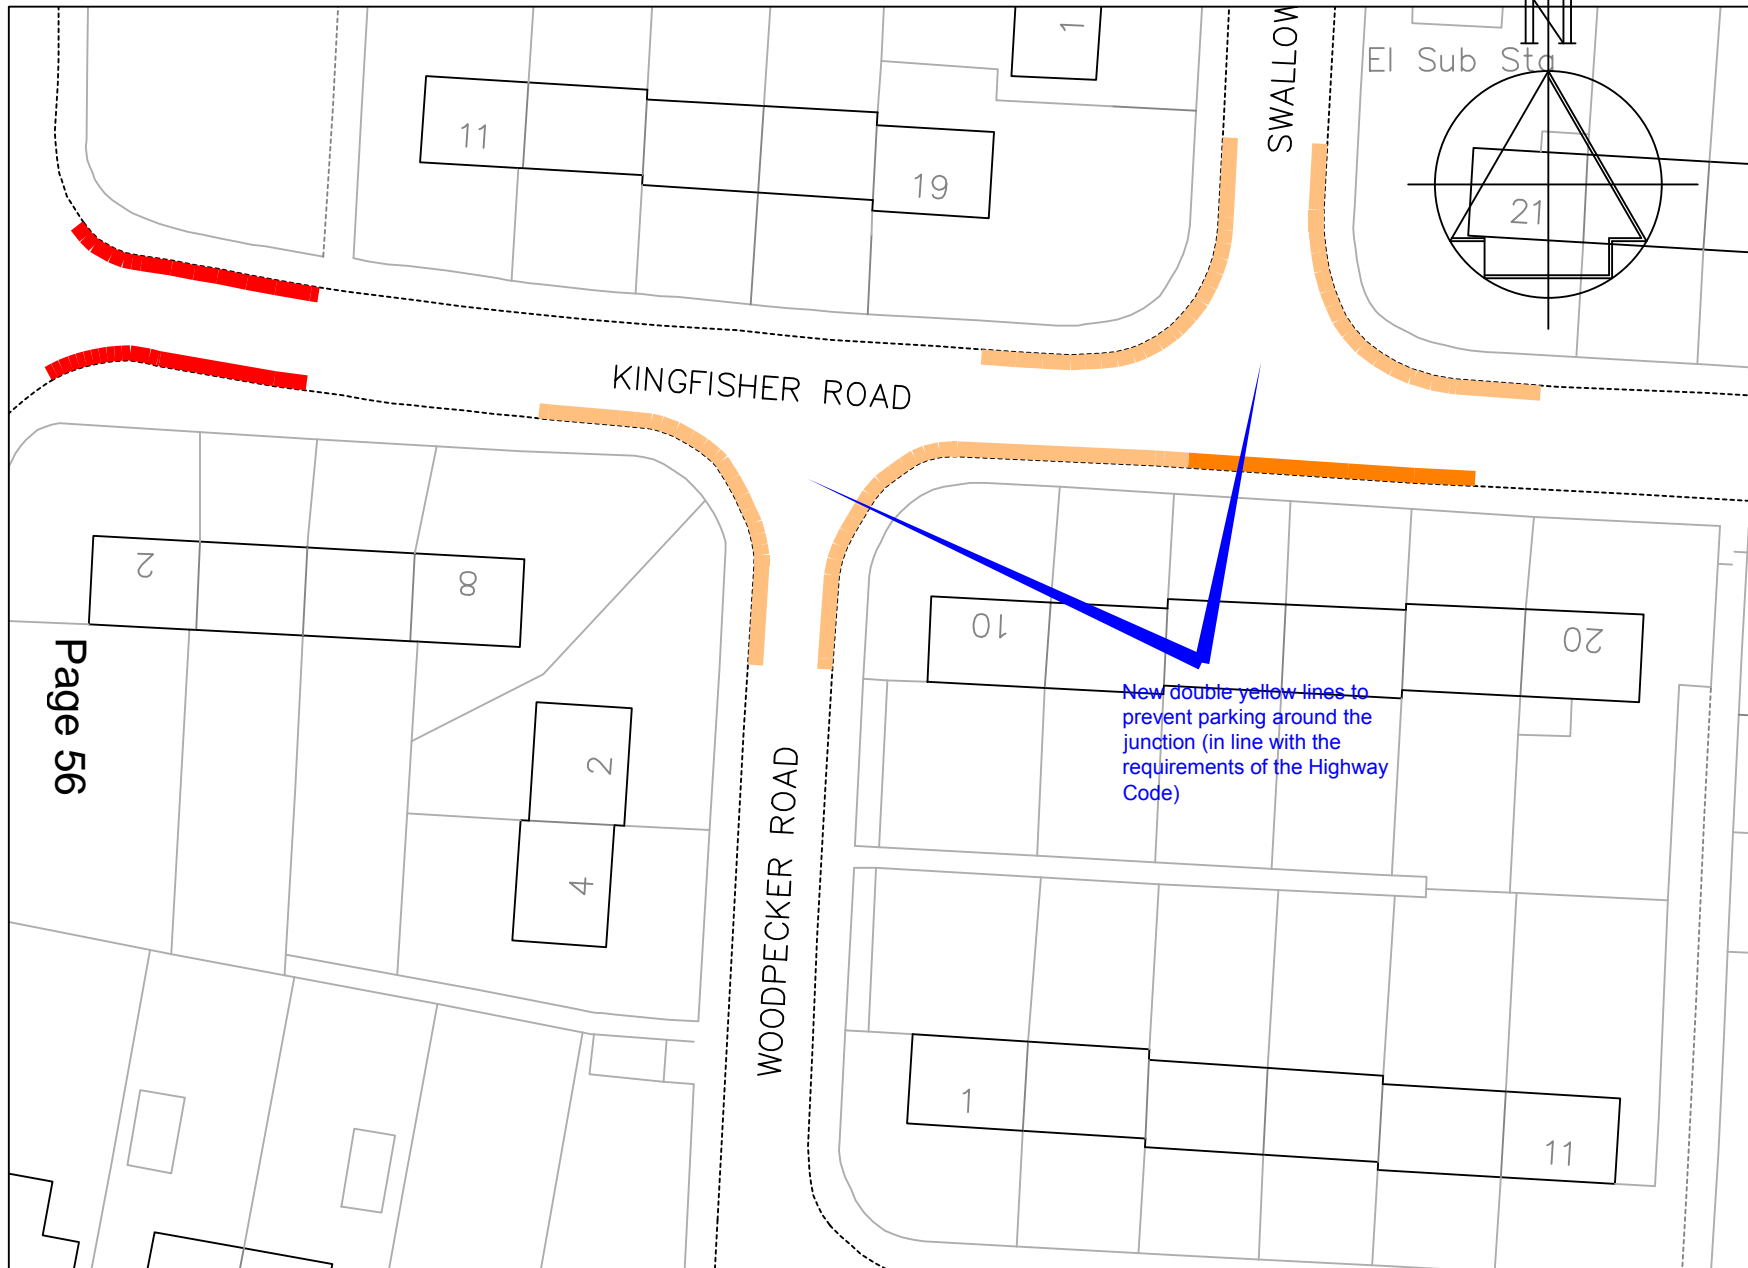 N
SWALLOW
El Sub Sta
1
11
19
21
KINGFISHER ROAD
2
8
10
20
Page 56
New double yellow lines to
prevent parking around the
junction (in line with the
requirements of the Highway
Code)
2
4
WOODPECKER ROAD
1
11